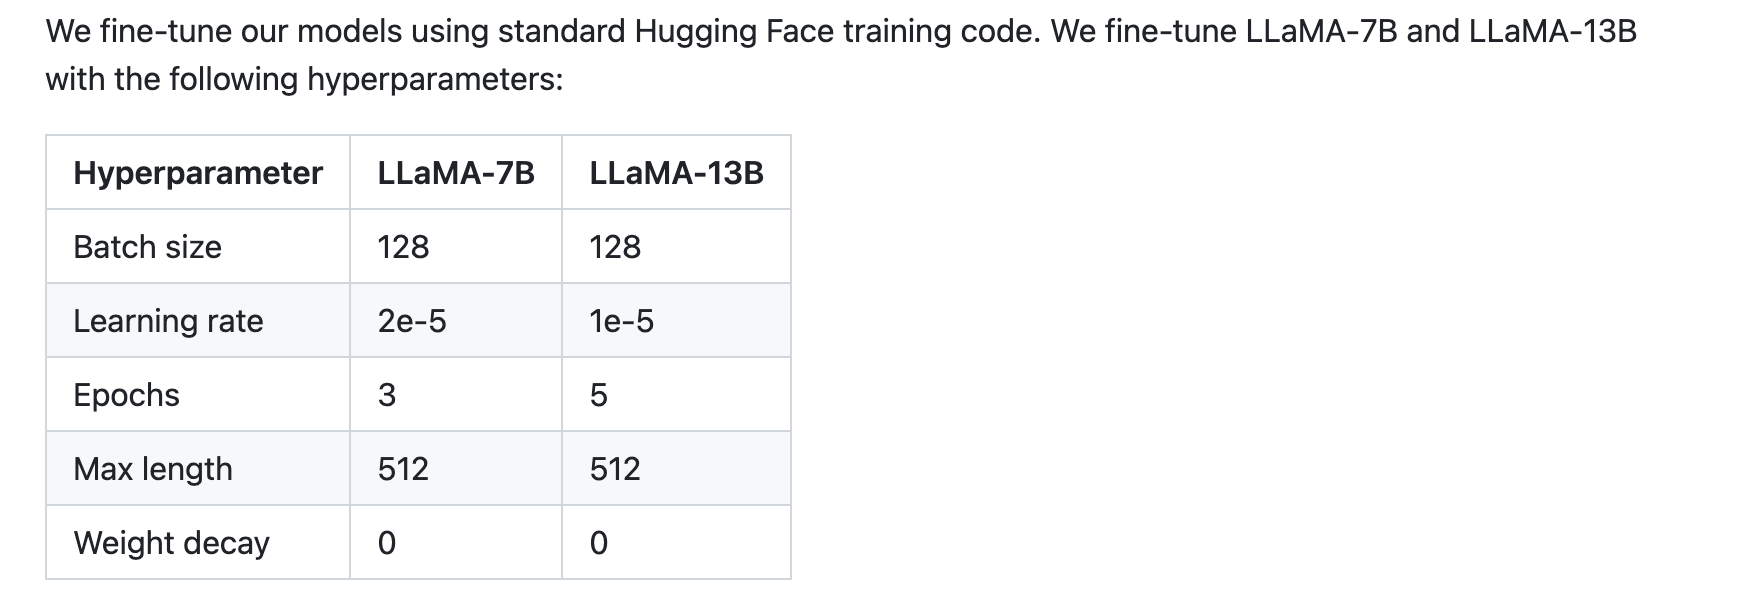 We fine-tune our models using standard Hugging Face training code. We fine-tune LLaMA-7B and LLaMA-13B
with the following hyperparameters:
Hyperparameter LLaMA-7B LLaMA-13B
Batch size 128 128
Learning rate 2e-5 1e-5
Epochs 3 5
Max length 512 512
Weight decay 0 0